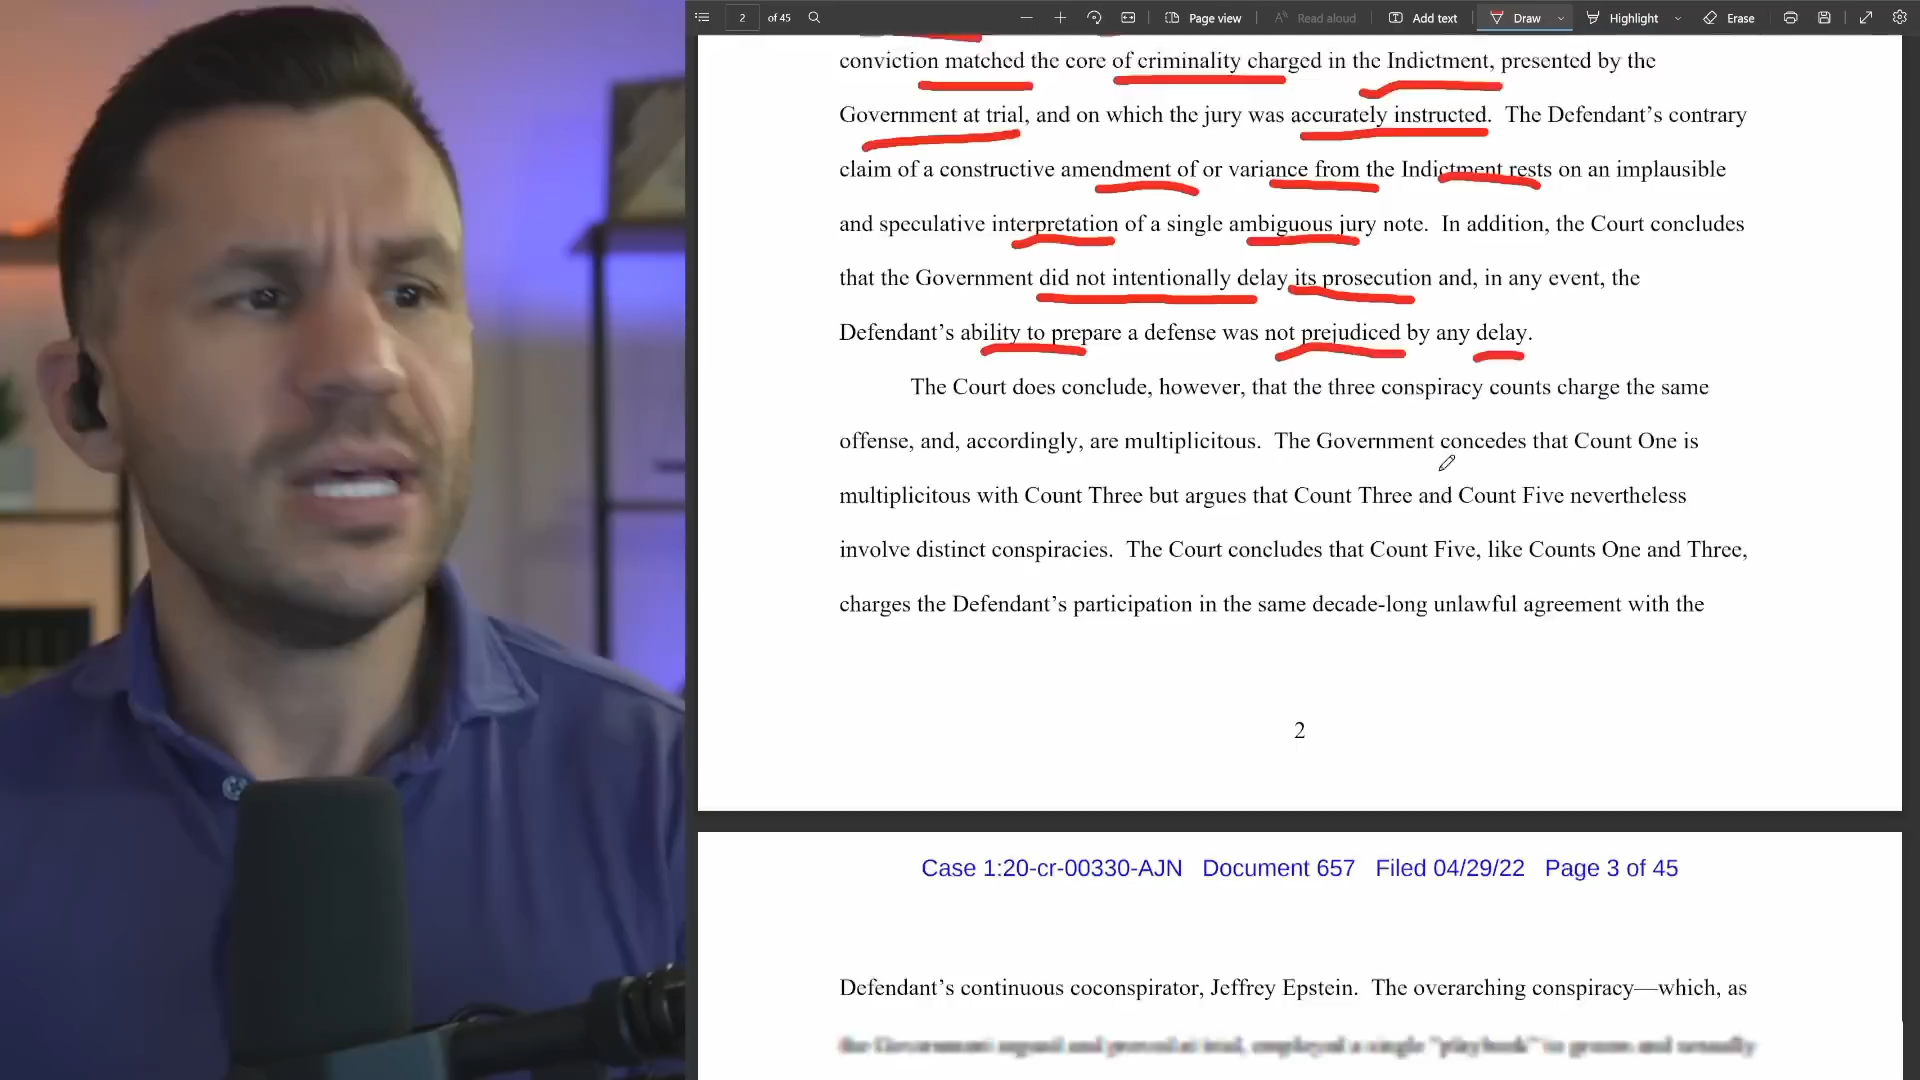 2 of 45 Page view Read aloud Add text Draw Highlight Erase
conviction matched the core of criminality charged in the Indictment, presented by the
Government at trial, and on which the jury was accurately instructed. The Defendant’s contrary
claim of a constructive amendment of or variance from the Indictment rests on an implausible
and speculative interpretation of a single ambiguous jury note. In addition, the Court concludes
that the Government did not intentionally delay its prosecution and, in any event, the
Defendant’s ability to prepare a defense was not prejudiced by any delay.
The Court does conclude, however, that the three conspiracy counts charge the same
offense, and, accordingly, are multiplicitous. The Government concedes that Count One is
multiplicitous with Count Three but argues that Count Three and Count Five nevertheless
involve distinct conspiracies. The Court concludes that Count Five, like Counts One and Three,
charges the Defendant’s participation in the same decade-long unlawful agreement with the
2
Case 1:20-cr-00330-AJN Document 657 Filed 04/29/22 Page 3 of 45
Defendant’s continuous coconspirator, Jeffrey Epstein. The overarching conspiracy—which, as